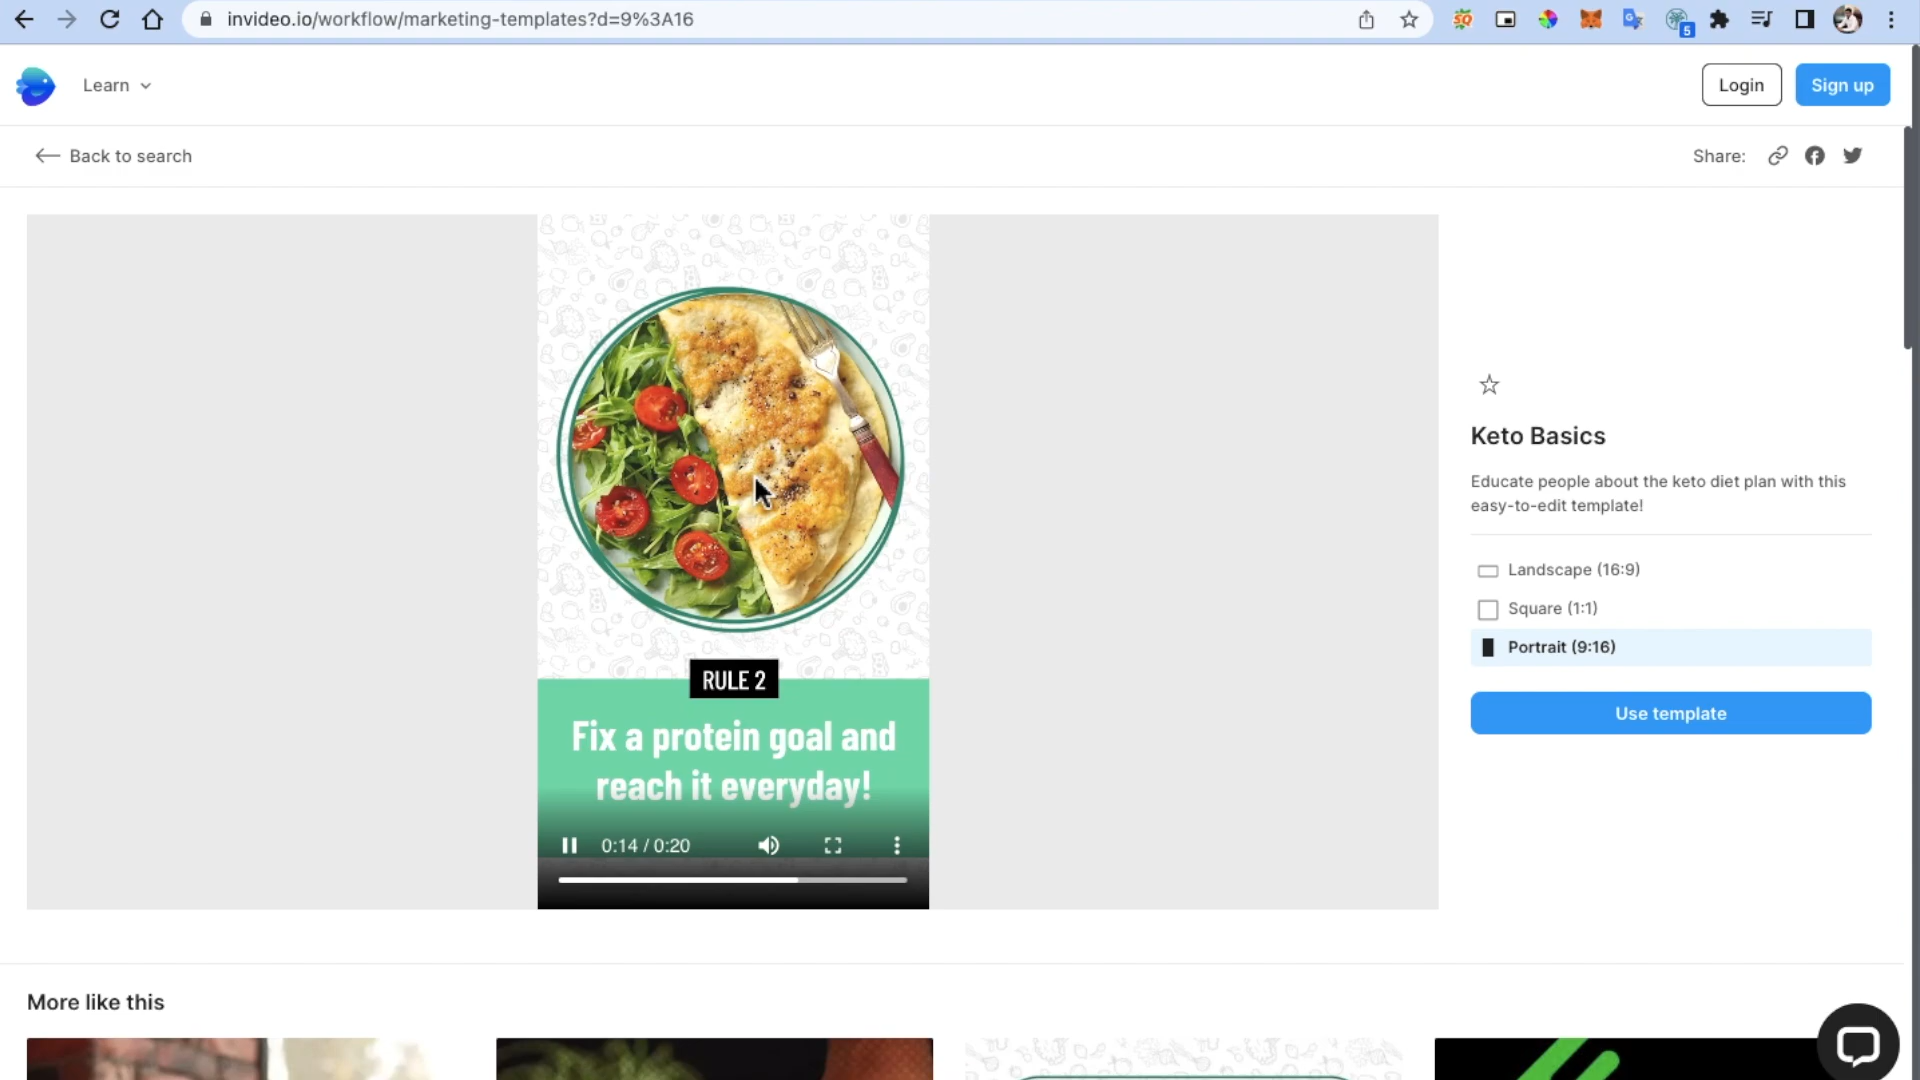 invideo.io/workflow/marketing-templates?d=9%3A16
SQ
5
Learn
Login
Sign up
Back to search
Share:
Keto Basics
Educate people about the keto diet plan with this
easy-to-edit template!
Landscape (16:9)
Square (1:1)
Portrait (9:16)
Use template
RULE 2
Fix a protein goal and
reach it everyday!
0:14 / 0:20
More like this